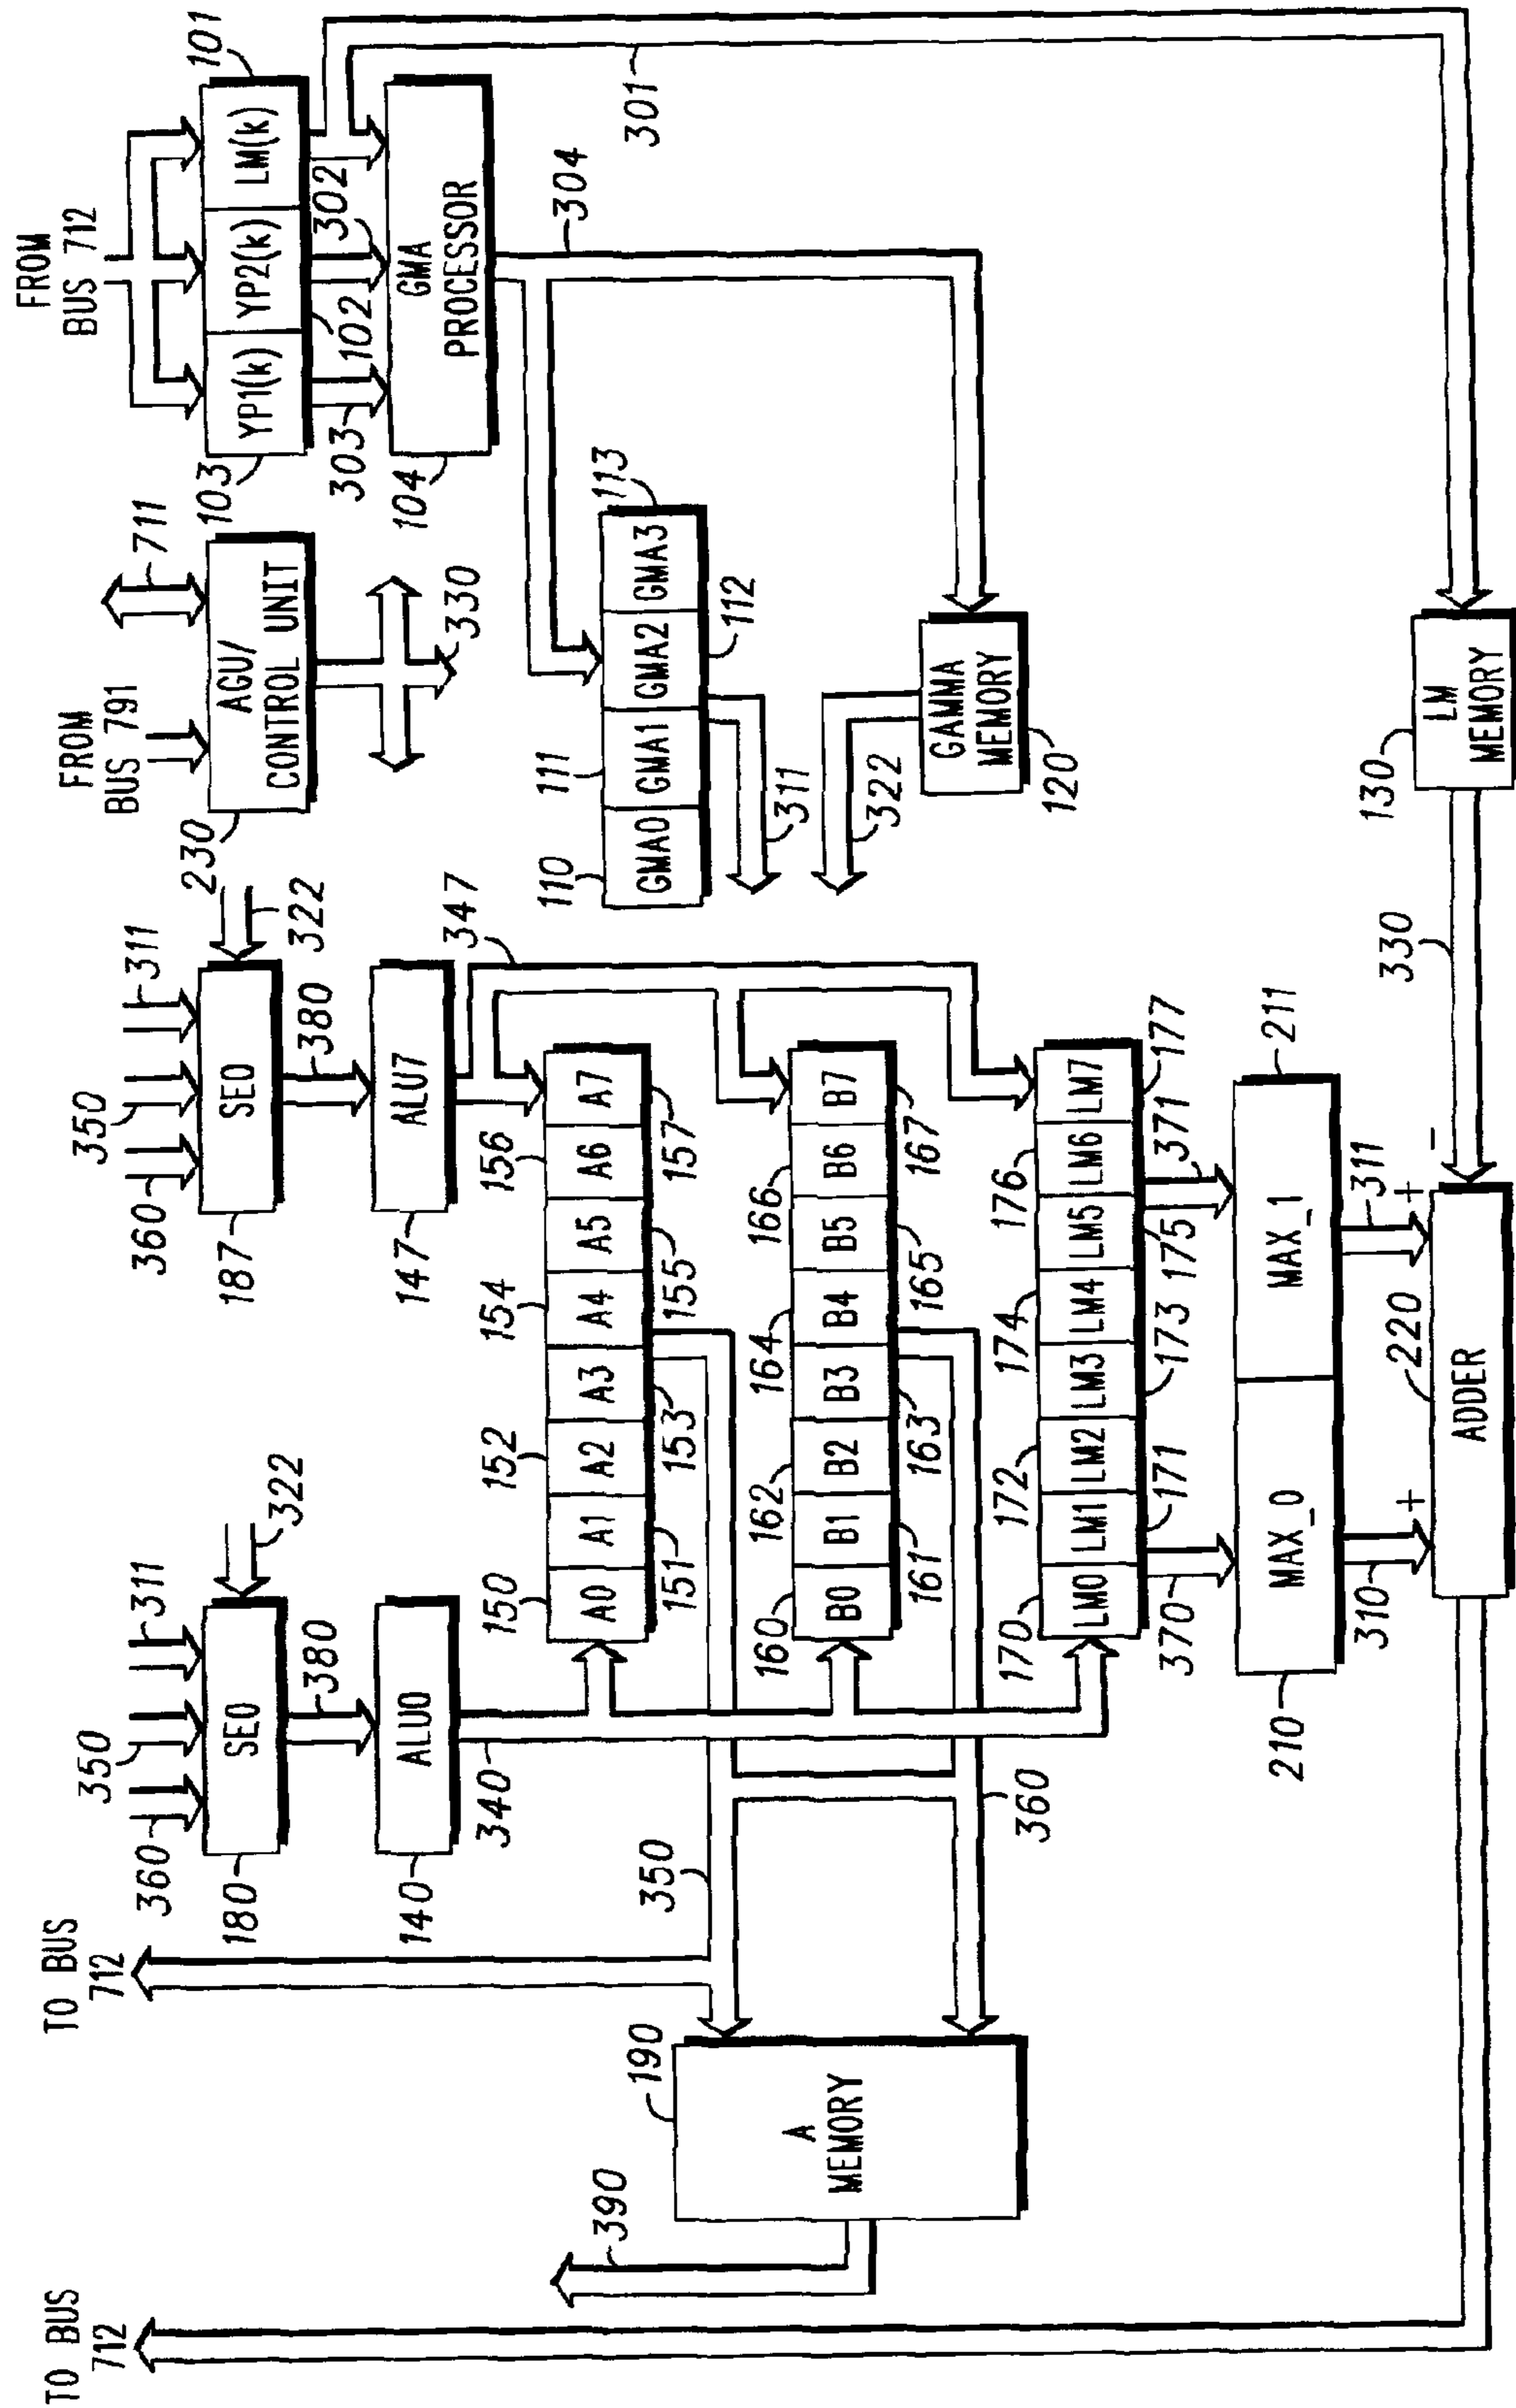 TO BUS
712
TO BUS
712
FROM
BUS 791
FROM
BUS 712
360
350
311
322
360
350
311
322
711
180
SE0
187
SE0
230
AGU/
CONTROL UNIT
103
YP1(k)
YP2(k)
LM(k)
101
102
380
380
303
302
301
140
ALU0
147
ALU7
330
104
GMA
PROCESSOR
340
347
304
390
150
152
154
156
A0
A1
A2
A3
A4
A5
A6
A7
151
153
155
157
110
111
GMA0
GMA1
GMA2
GMA3
113
112
350
311
190
A
MEMORY
160
162
164
166
B0
B1
B2
B3
B4
B5
B6
B7
161
163
165
167
322
GAMMA
MEMORY
120
360
170
172
174
176
LM0
LM1
LM2
LM3
LM4
LM5
LM6
LM7
171
173
175
177
370
371
210
MAX_0
MAX_1
211
310
+
311
+
-
330
220
ADDER
130
LM
MEMORY